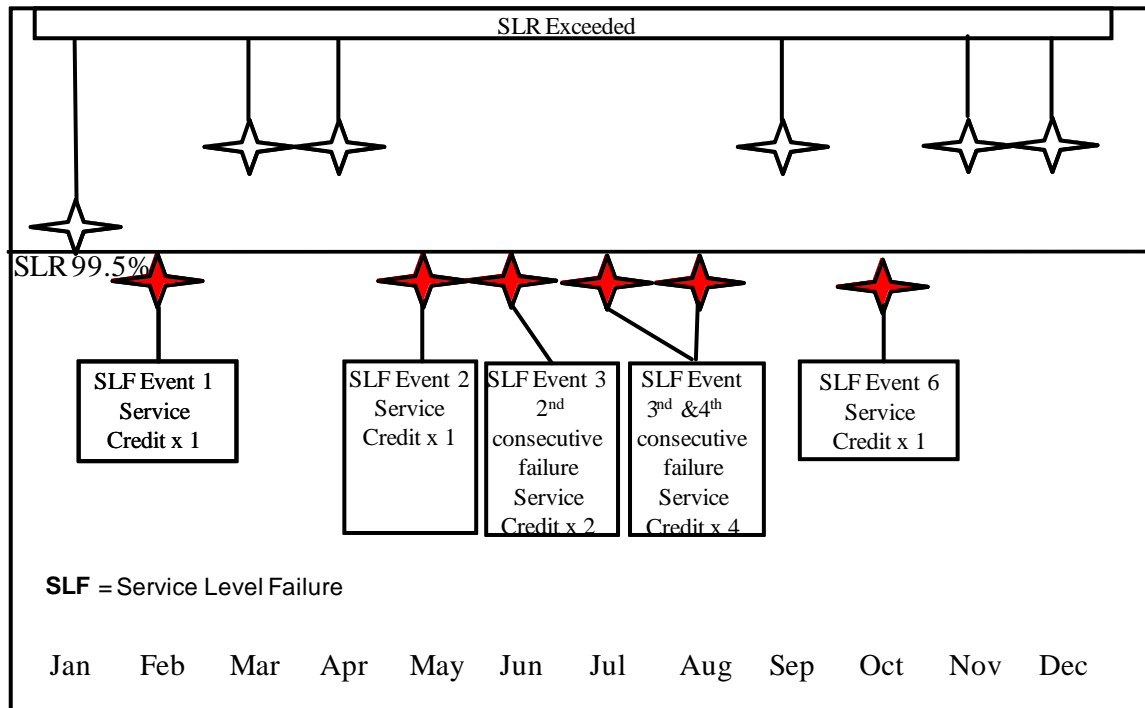 SLR Exceeded
SLR 99.5%
SLF Event 1
Service
Credit x 1
SLF Event 2
Service
Credit x 1
SLF Event 3
2nd
consecutive
failure
Service
Credit x 2
SLF Event
3nd &4th
consecutive
failure
Service
Credit x 4
SLF Event 6
Service
Credit x 1
SLF = Service Level Failure
Jan Feb Mar Apr May Jun Jul Aug Sep Oct Nov Dec